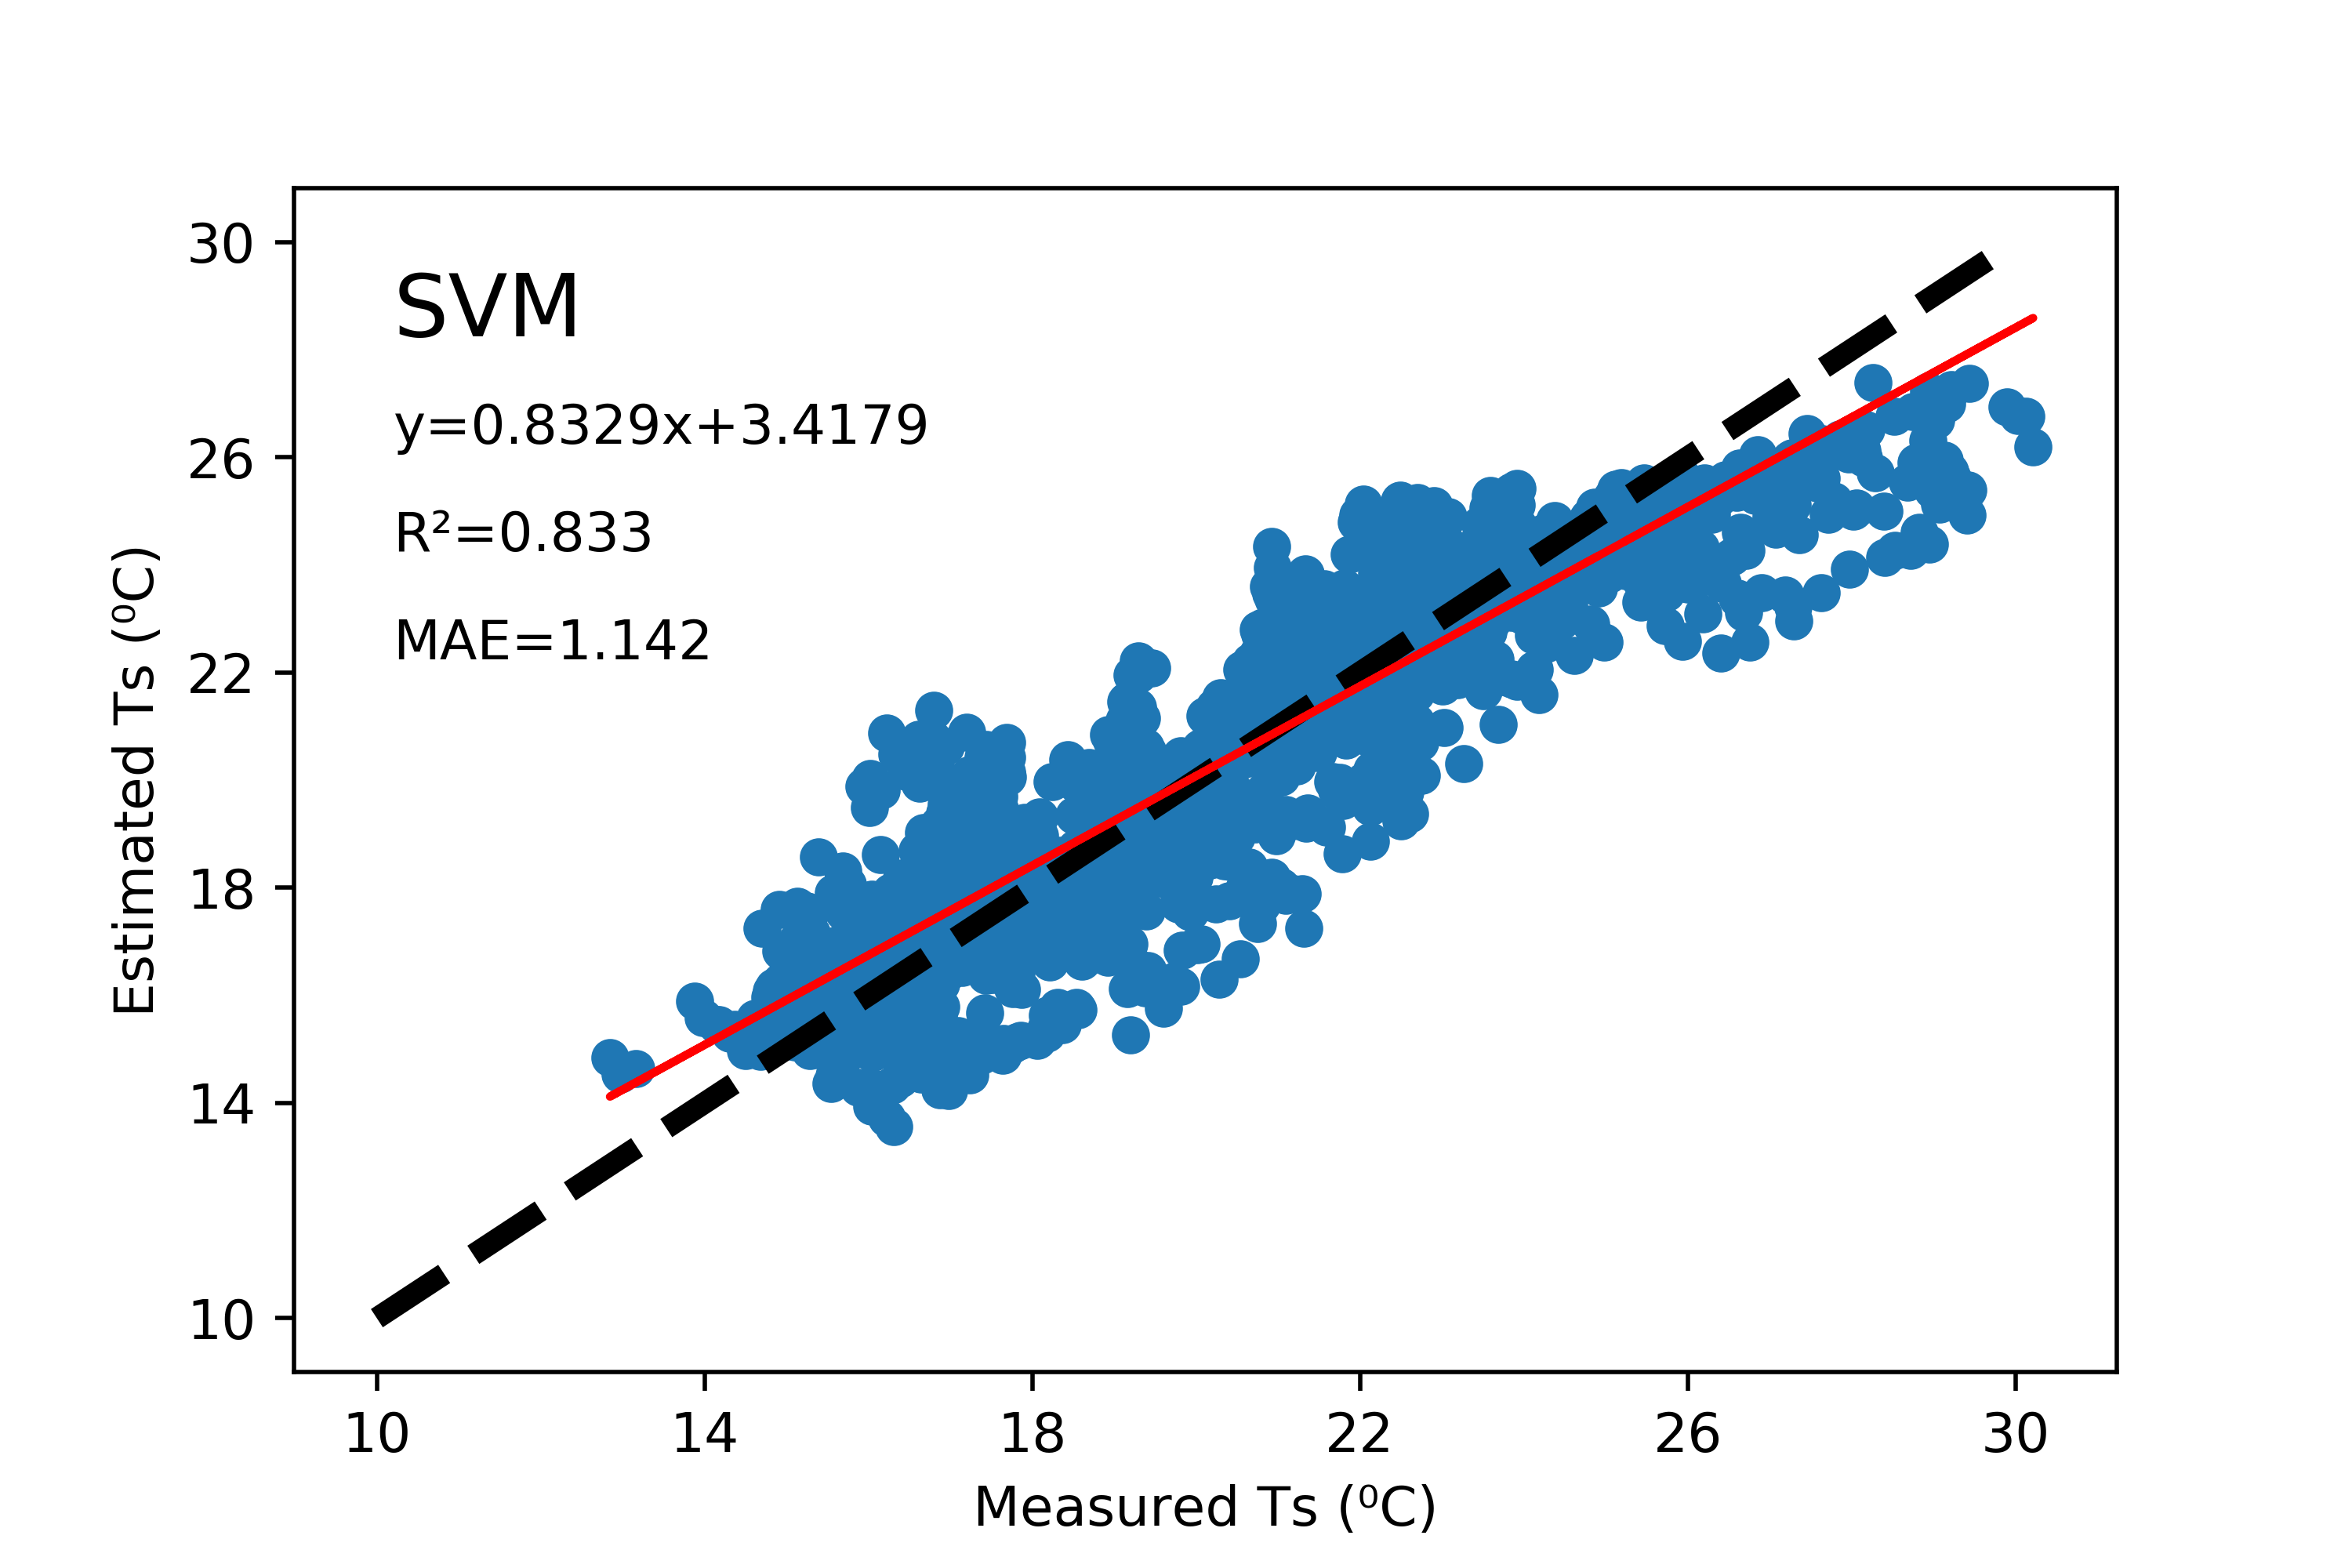 SVM
y=0.8329x+3.4179
R²=0.833
MAE=1.142
30
26
22
18
14
10
Estimated Ts (⁰C)
10 14 18 22 26 30
Measured Ts (⁰C)